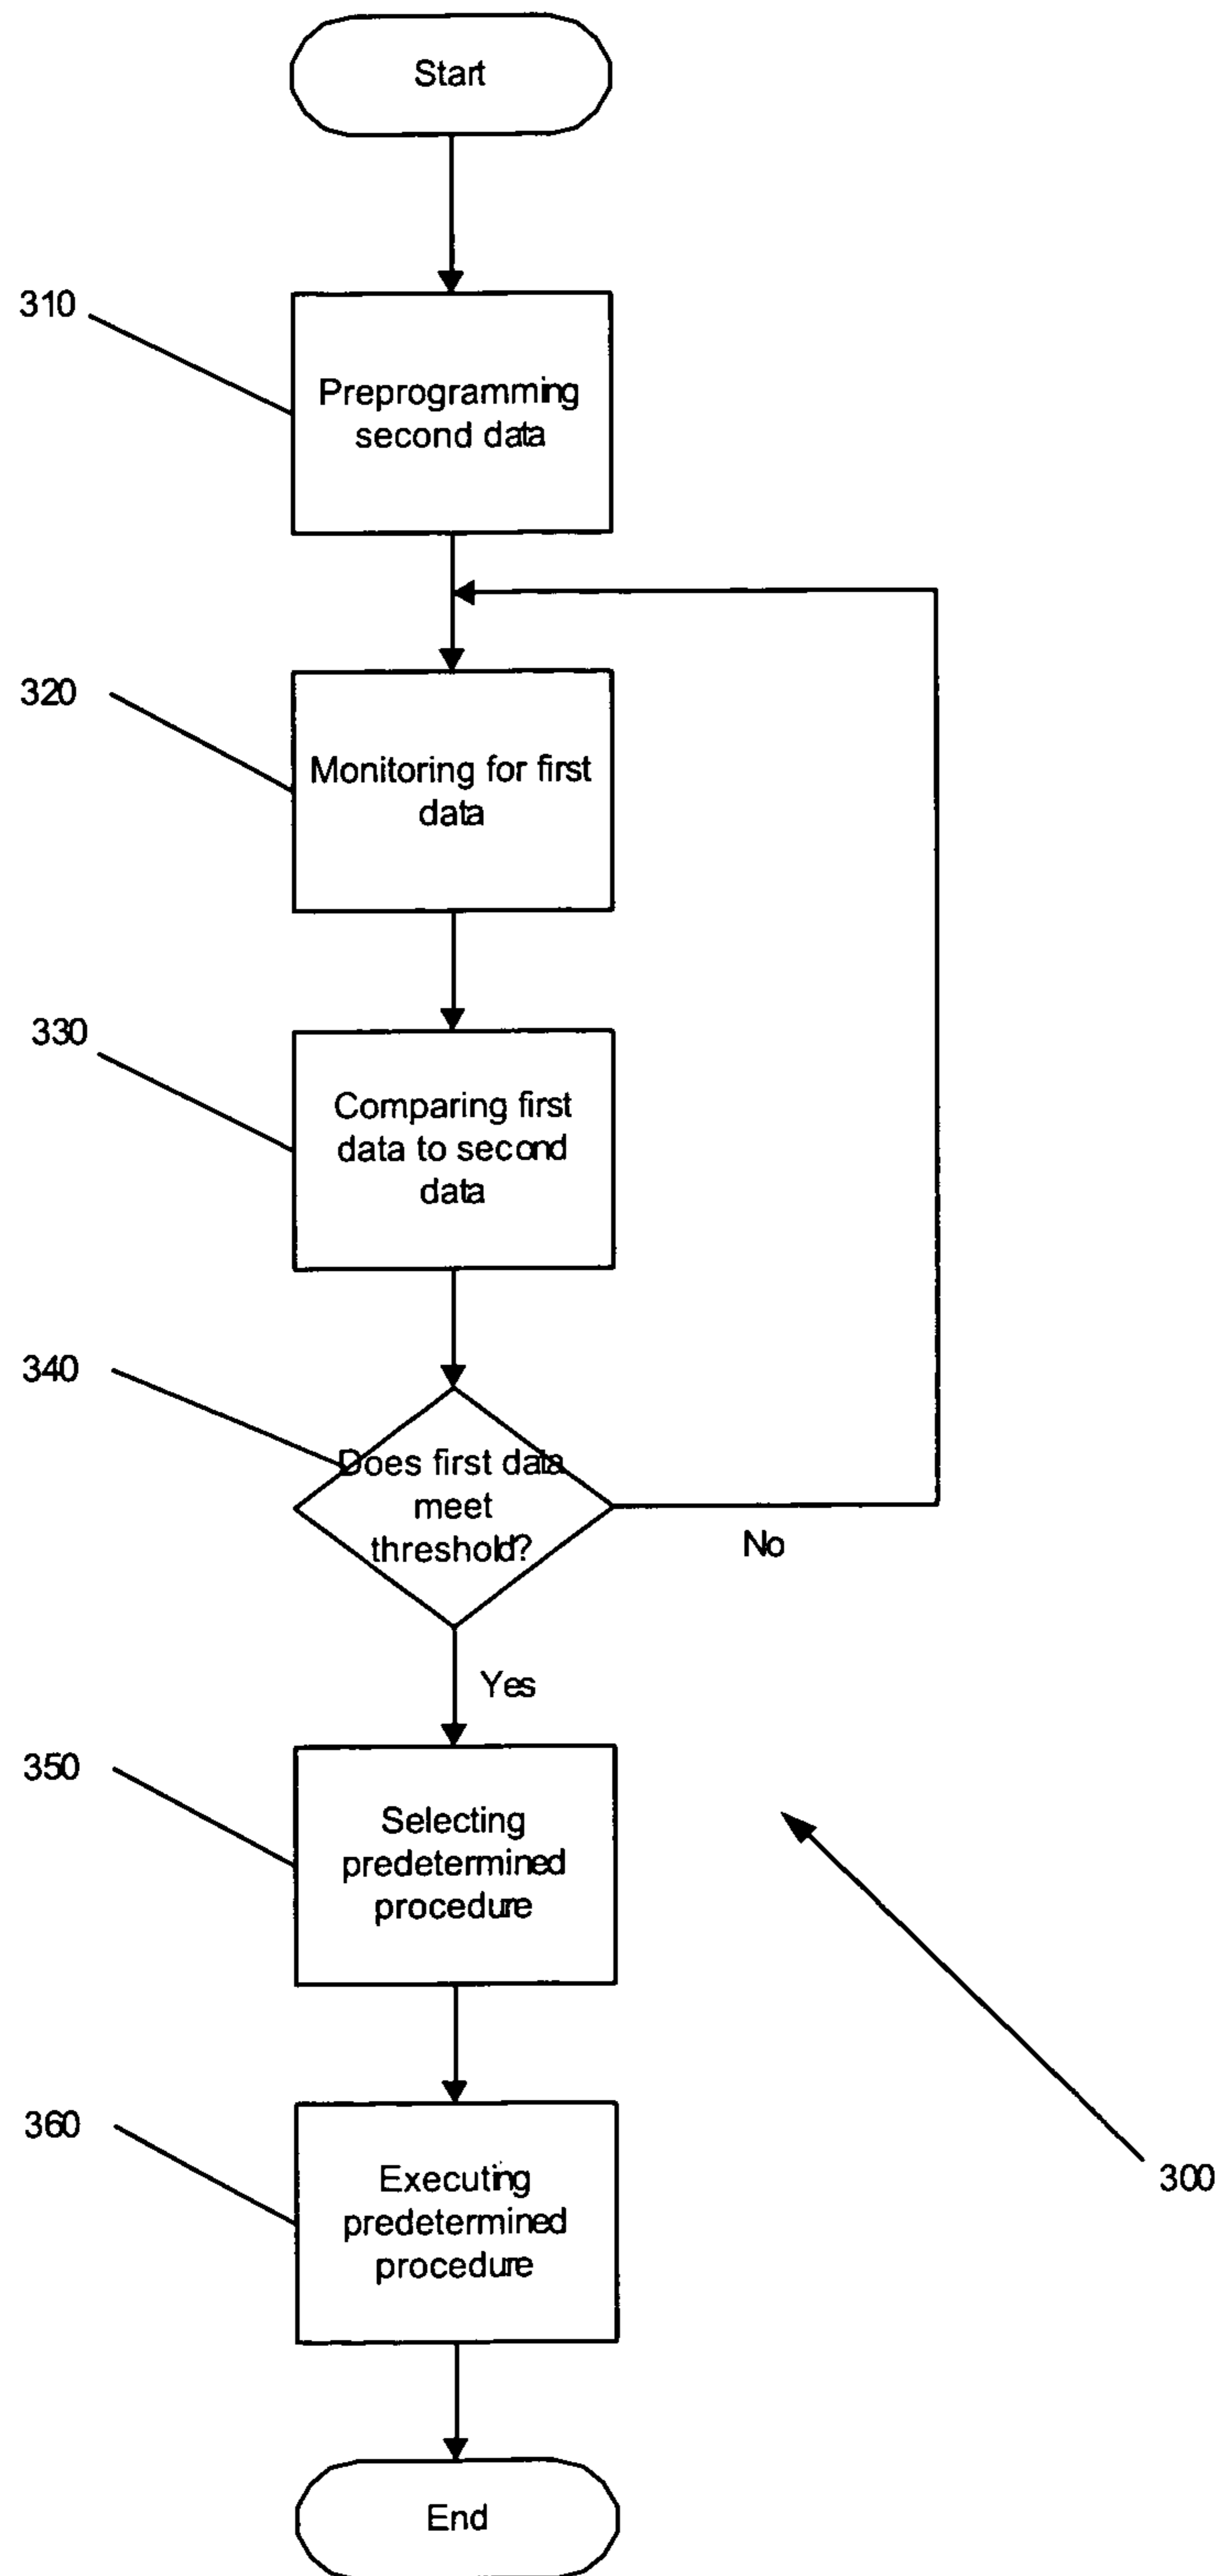 Start
310
Preprogramming
second data
320
Monitoring for first
data
330
Comparing first
data to second
data
340
Does first data
meet
threshold?
No
Yes
350
Selecting
predetermined
procedure
360
Executing
predetermined
procedure
300
End